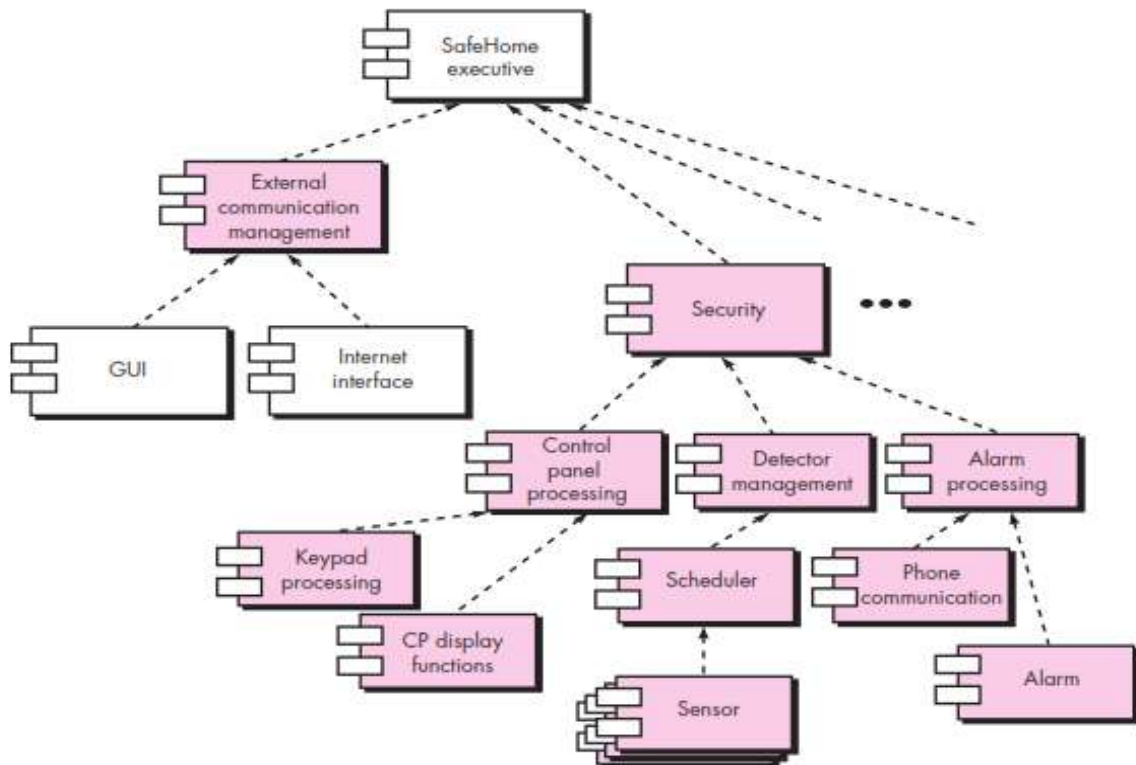 SafeHome
executive
External
communication
management
Security
GUI
Internet
interface
Control
panel
processing
Detector
management
Alarm
processing
Keypad
processing
Scheduler
Phone
communication
CP display
functions
Sensor
Alarm